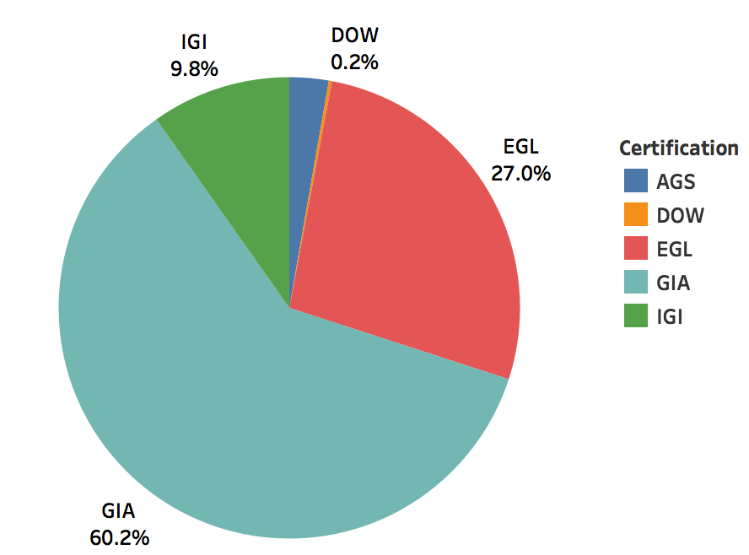 IGI
9.8%
DOW
0.2%
EGL
27.0%
GIA
60.2%
Certification
AGS
DOW
EGL
GIA
IGI